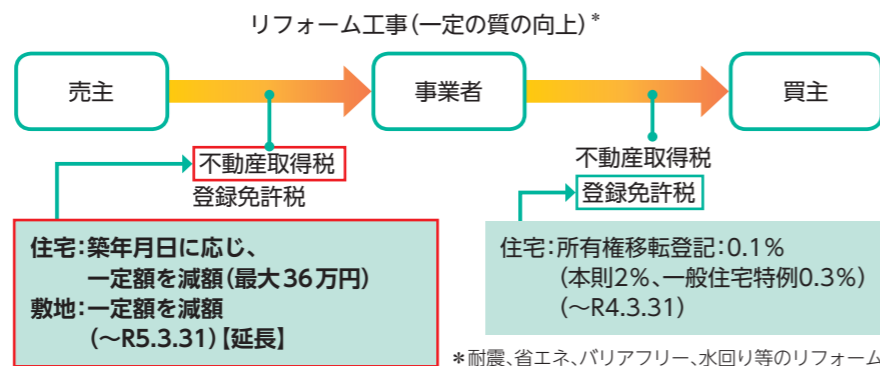 リフォーム工事(一定の質の向上)*
売主
事業者
買主
不動産取得税
登録免許税
不動産取得税
登録免許税
住宅:築年月日に応じ、
一定額を減額(最大36万円)
敷地:一定額を減額
(~R5.3.31)【延長】
住宅:所有権移転登記:0.1%
(本則2%、一般住宅特例0.3%)
(~R4.3.31)
*耐震、省エネ、バリアフリー、水回り等のリフォーム